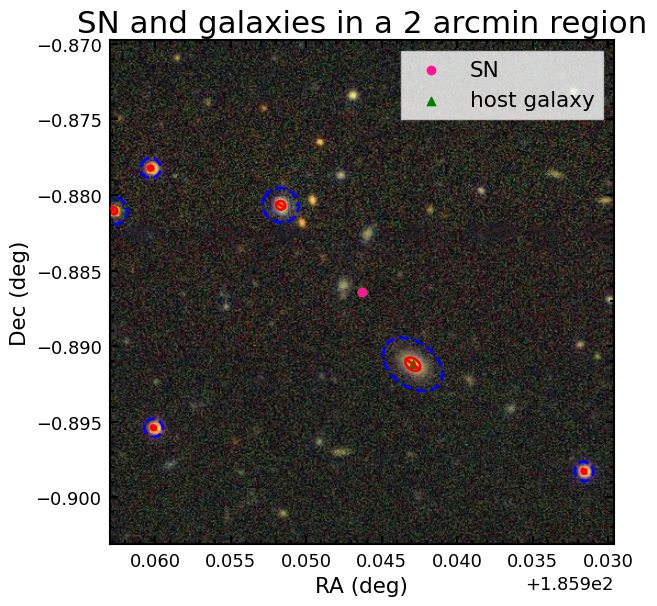 SN and galaxies in a 2 arcmin region
SN
host galaxy
−0.870
−0.875
−0.880
−0.885
−0.890
−0.895
−0.900
Dec (deg)
0.060 0.055 0.050 0.045 0.040 0.035 0.030
RA (deg)
+1.859e2